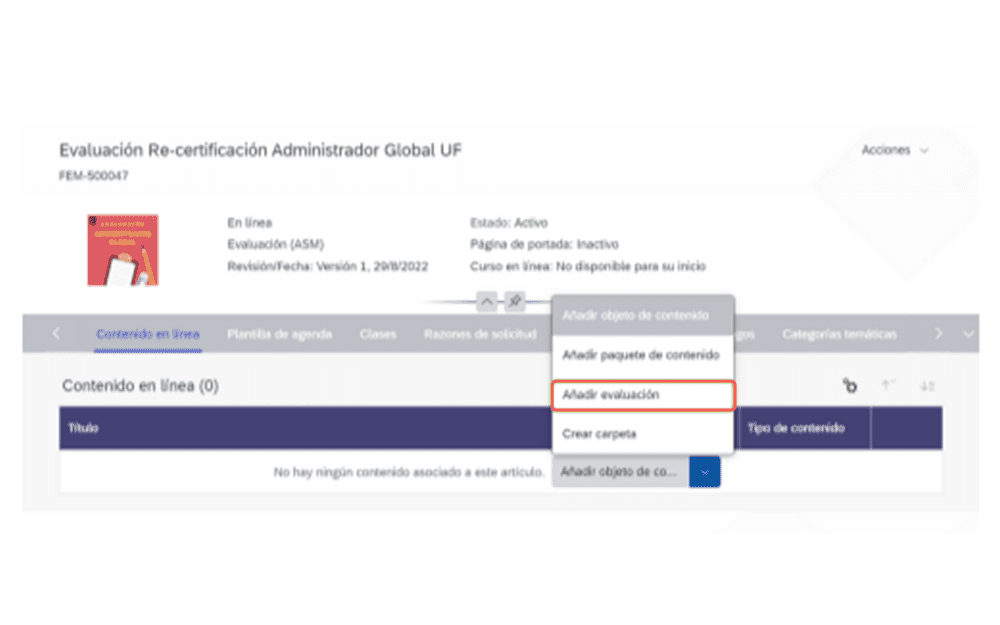 Evaluación Re-certificación Administrador Global UF
Acciones
FEM-500047
En línea
Evaluación (ASM)
Revisión/Fecha: Versión 1, 29/8/2022
Estado: Activo
Página de portada: Inactivo
Curso en línea: No disponible para su inicio
Contenido en línea
Plantilla de agenda
Clases
Razones de solicitud
gos
Categorías temáticas
Añadir objeto de contenido
Añadir paquete de contenido
Añadir evaluación
Crear carpeta
Contenido en línea (0)
Título
Tipo de contenido
No hay ningún contenido asociado a este artículo.
Añadir objeto de co...